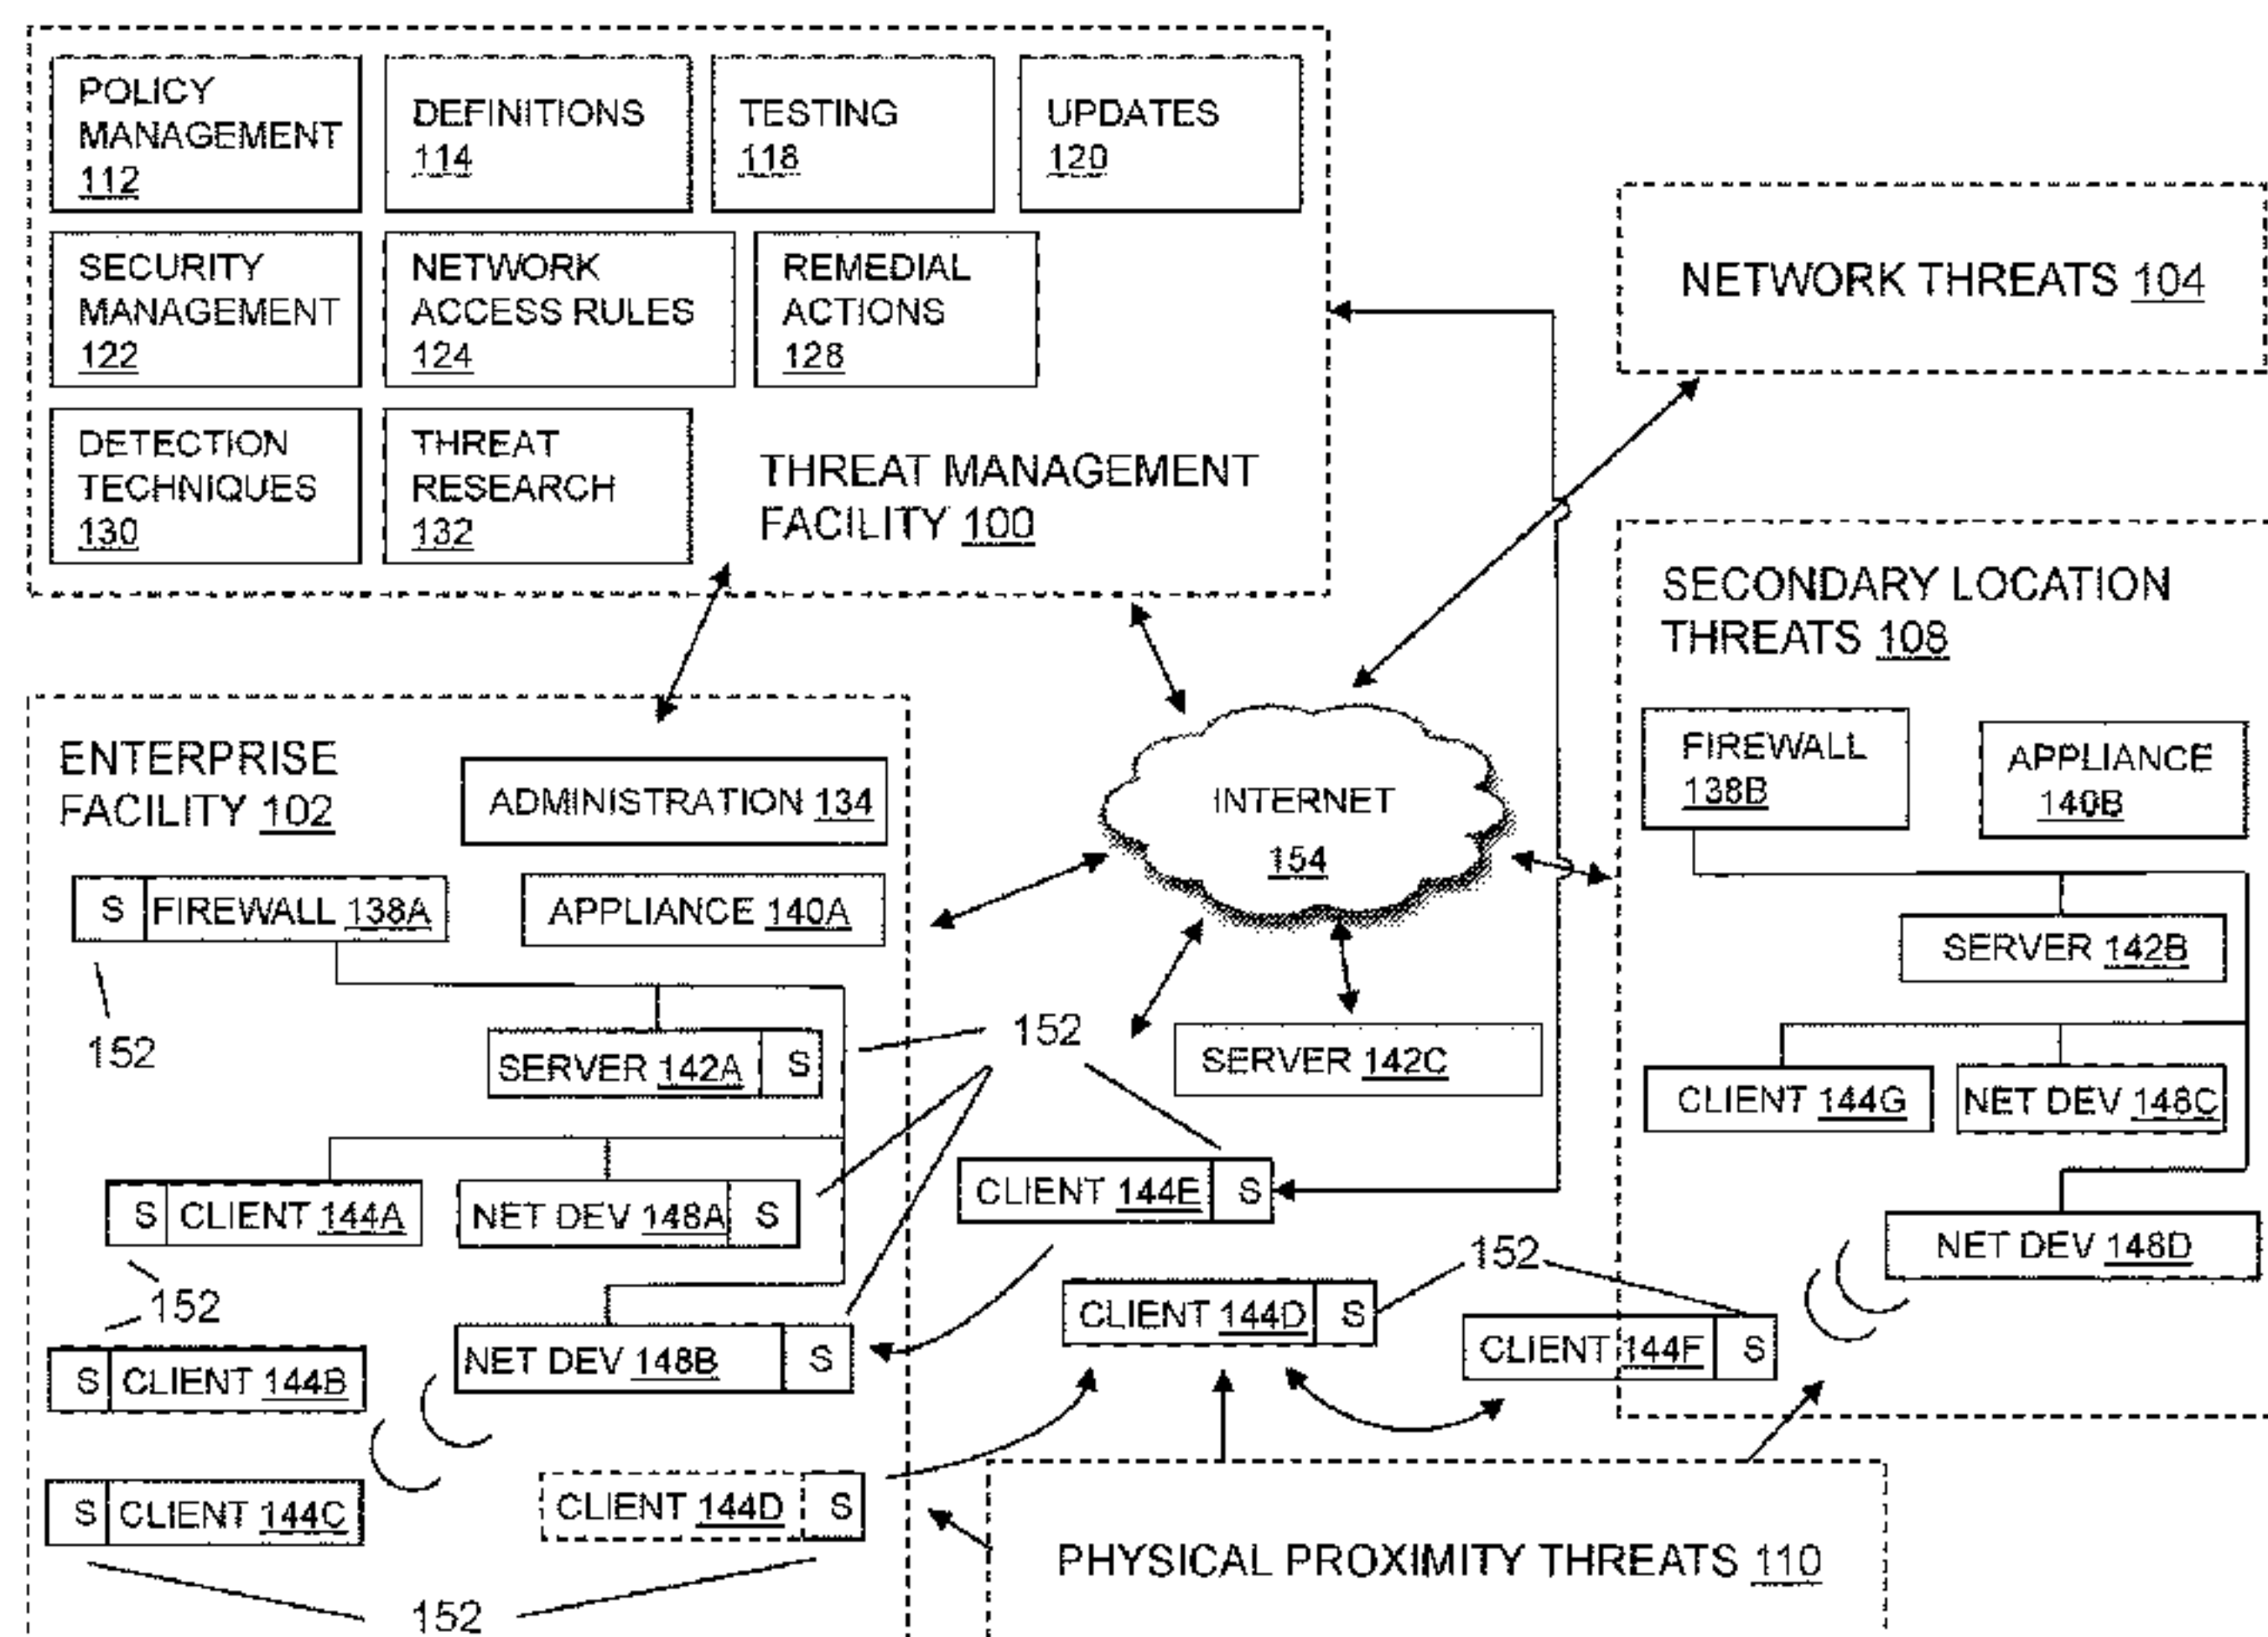 POLICY
MANAGEMENT
112
DEFINITIONS
114
TESTING
118
UPDATES
120
SECURITY
MANAGEMENT
122
NETWORK
ACCESS RULES
124
REMEDIAL
ACTIONS
128
DETECTION
TECHNIQUES
130
THREAT
RESEARCH
132
THREAT MANAGEMENT
FACILITY 100
NETWORK THREATS 104
SECONDARY LOCATION
THREATS 108
FIREWALL
138B
APPLIANCE
140B
SERVER 142B
CLIENT 144G
NET DEV 148C
NET DEV 148D
INTERNET
154
SERVER 142C
ENTERPRISE
FACILITY 102
ADMINISTRATION 134
S FIREWALL 138A
APPLIANCE 140A
152
SERVER 142A S
152
S CLIENT 144A
NET DEV 148A S
CLIENT 144E S
152
S CLIENT 144B
NET DEV 148B S
CLIENT 144D S
152
CLIENT 144F S
S CLIENT 144C
CLIENT 144D S
152
PHYSICAL PROXIMITY THREATS 110